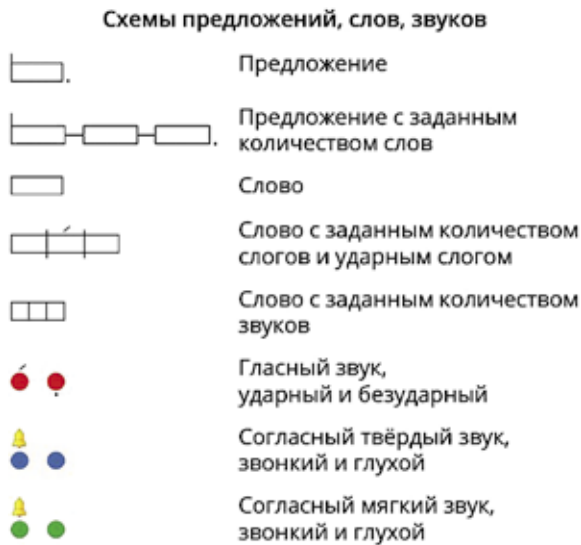 Схемы предложений, слов, звуков
Предложение
Предложение с заданным
количеством слов
Слово
Слово с заданным количеством
слогов и ударным слогом
Слово с заданным количеством
звуков
Гласный звук,
ударный и безударный
Согласный твёрдый звук,
звонкий и глухой
Согласный мягкий звук,
звонкий и глухой